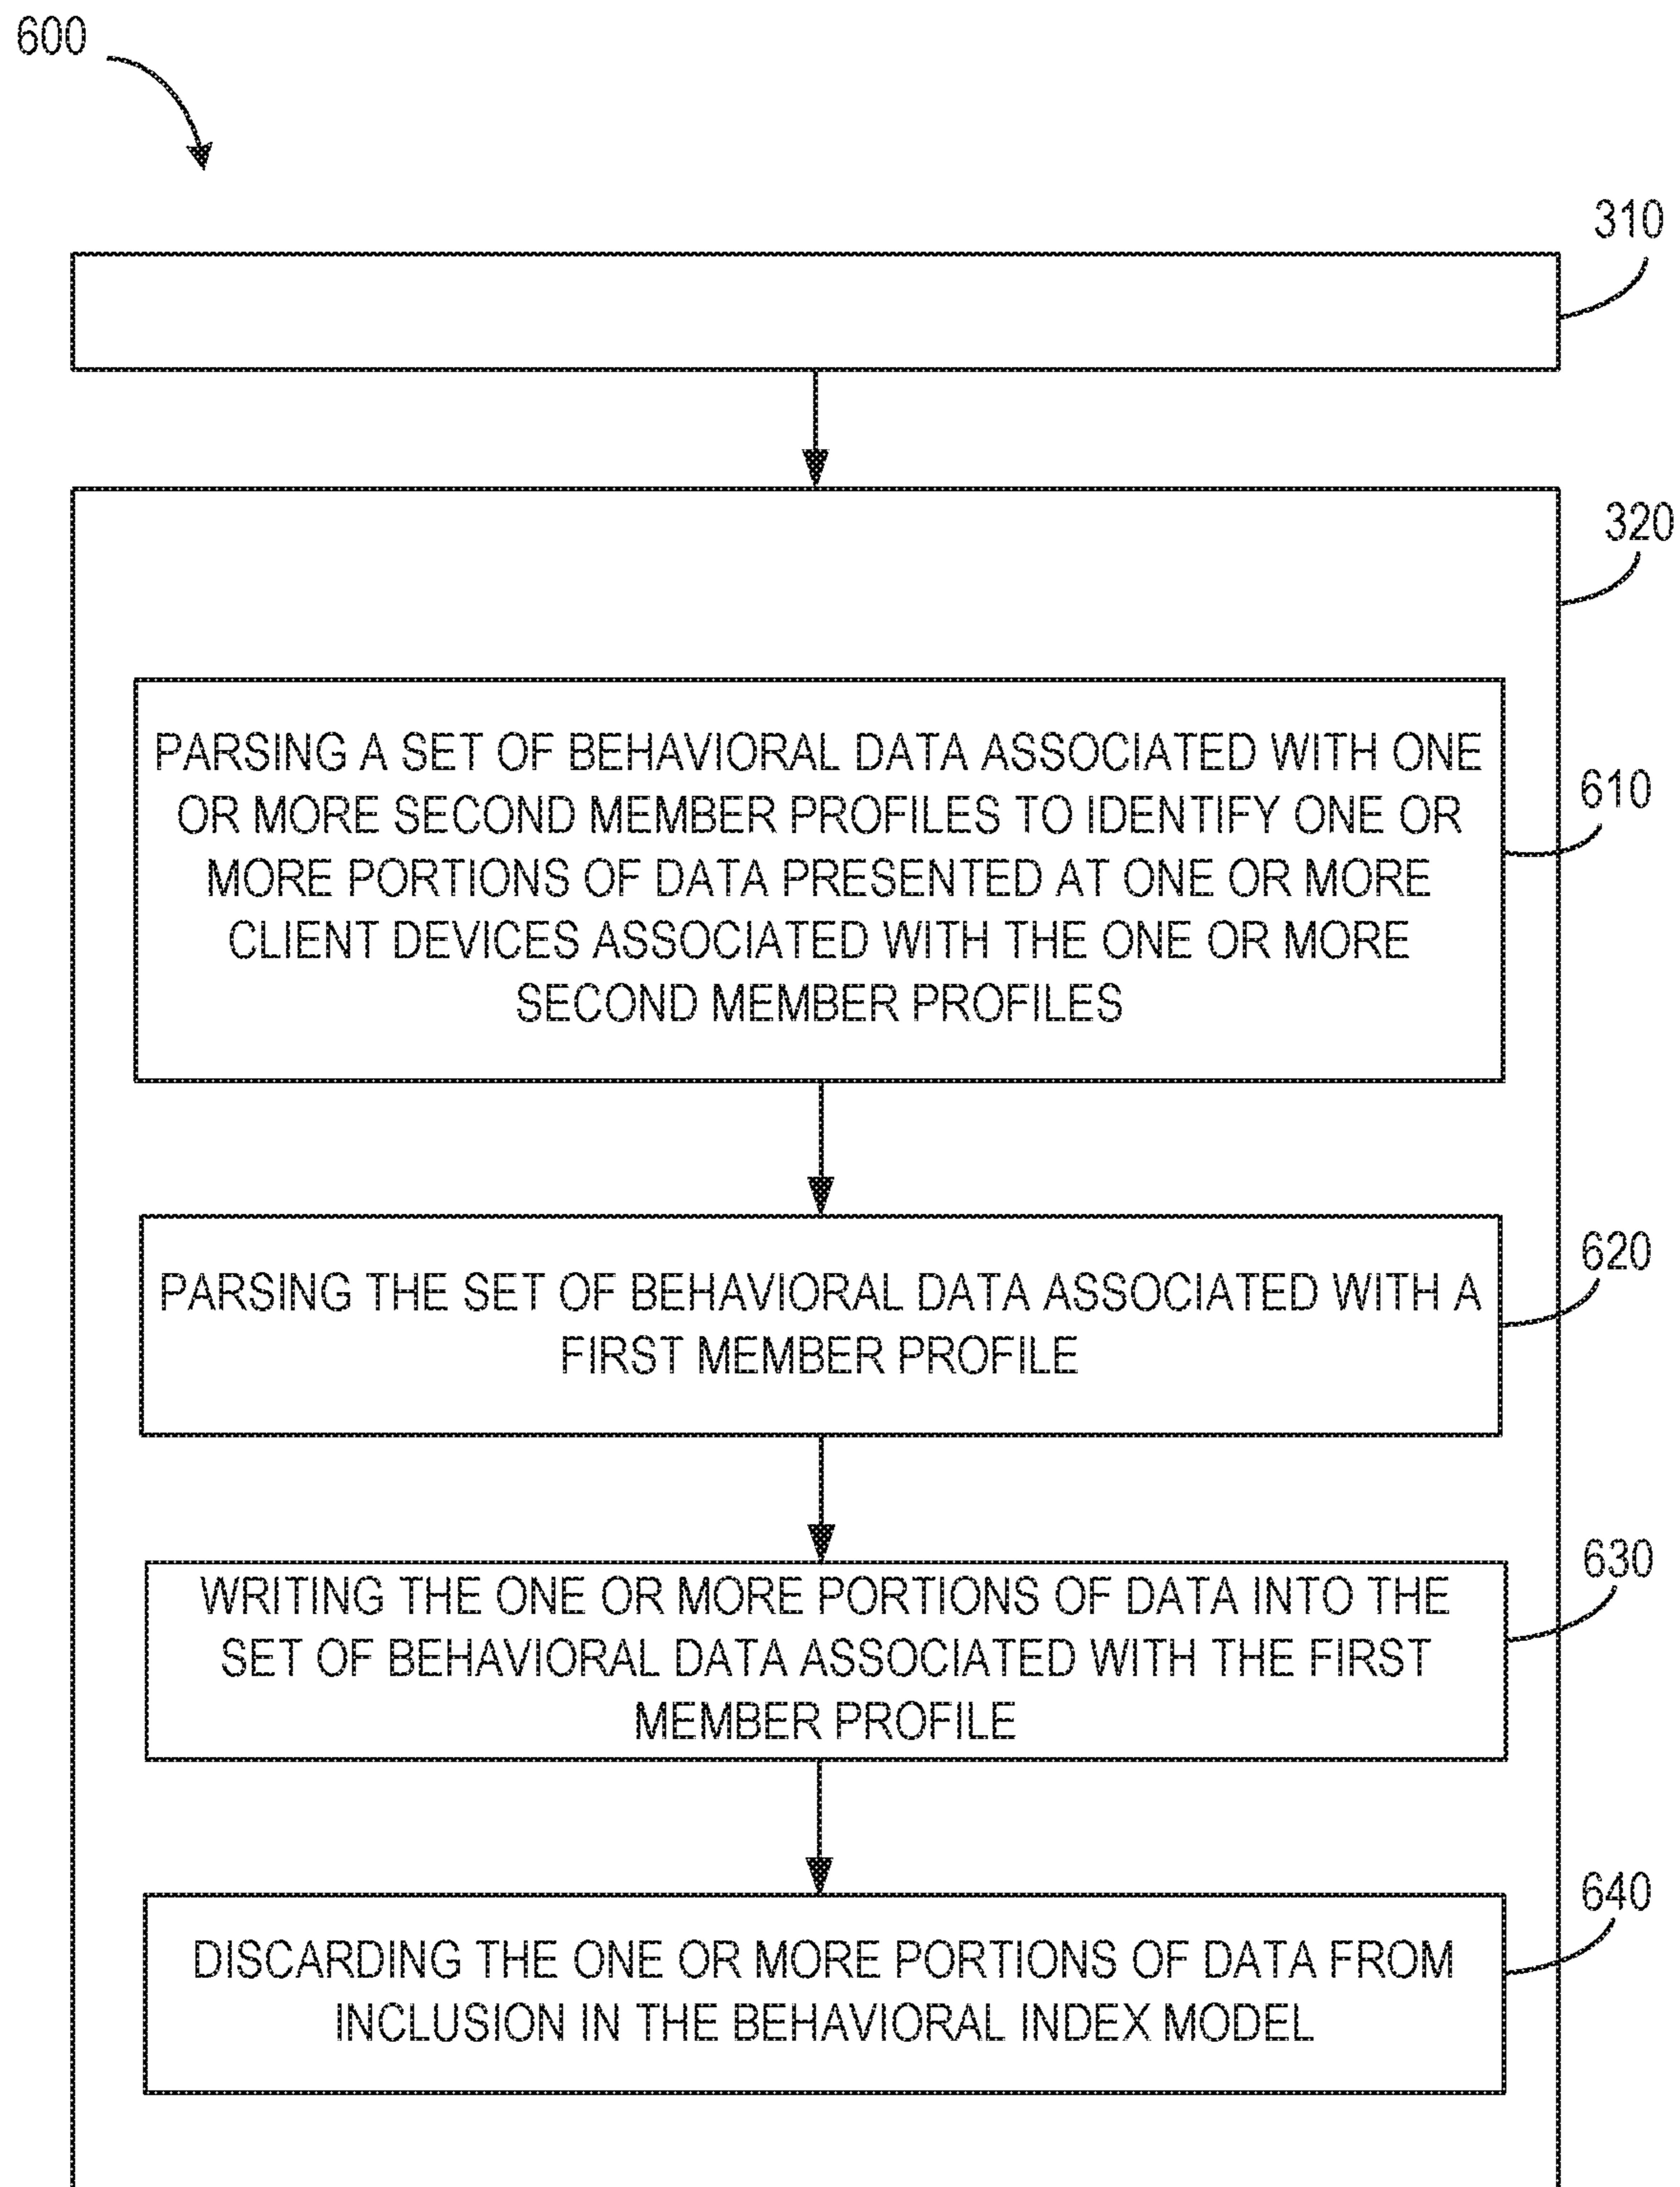 600
310
320
PARSING A SET OF BEHAVIORAL DATA ASSOCIATED WITH ONE
OR MORE SECOND MEMBER PROFILES TO IDENTIFY ONE OR
MORE PORTIONS OF DATA PRESENTED AT ONE OR MORE
CLIENT DEVICES ASSOCIATED WITH THE ONE OR MORE
SECOND MEMBER PROFILES
610
PARSING THE SET OF BEHAVIORAL DATA ASSOCIATED WITH A
FIRST MEMBER PROFILE
620
WRITING THE ONE OR MORE PORTIONS OF DATA INTO THE
SET OF BEHAVIORAL DATA ASSOCIATED WITH THE FIRST
MEMBER PROFILE
630
DISCARDING THE ONE OR MORE PORTIONS OF DATA FROM
INCLUSION IN THE BEHAVIORAL INDEX MODEL
640